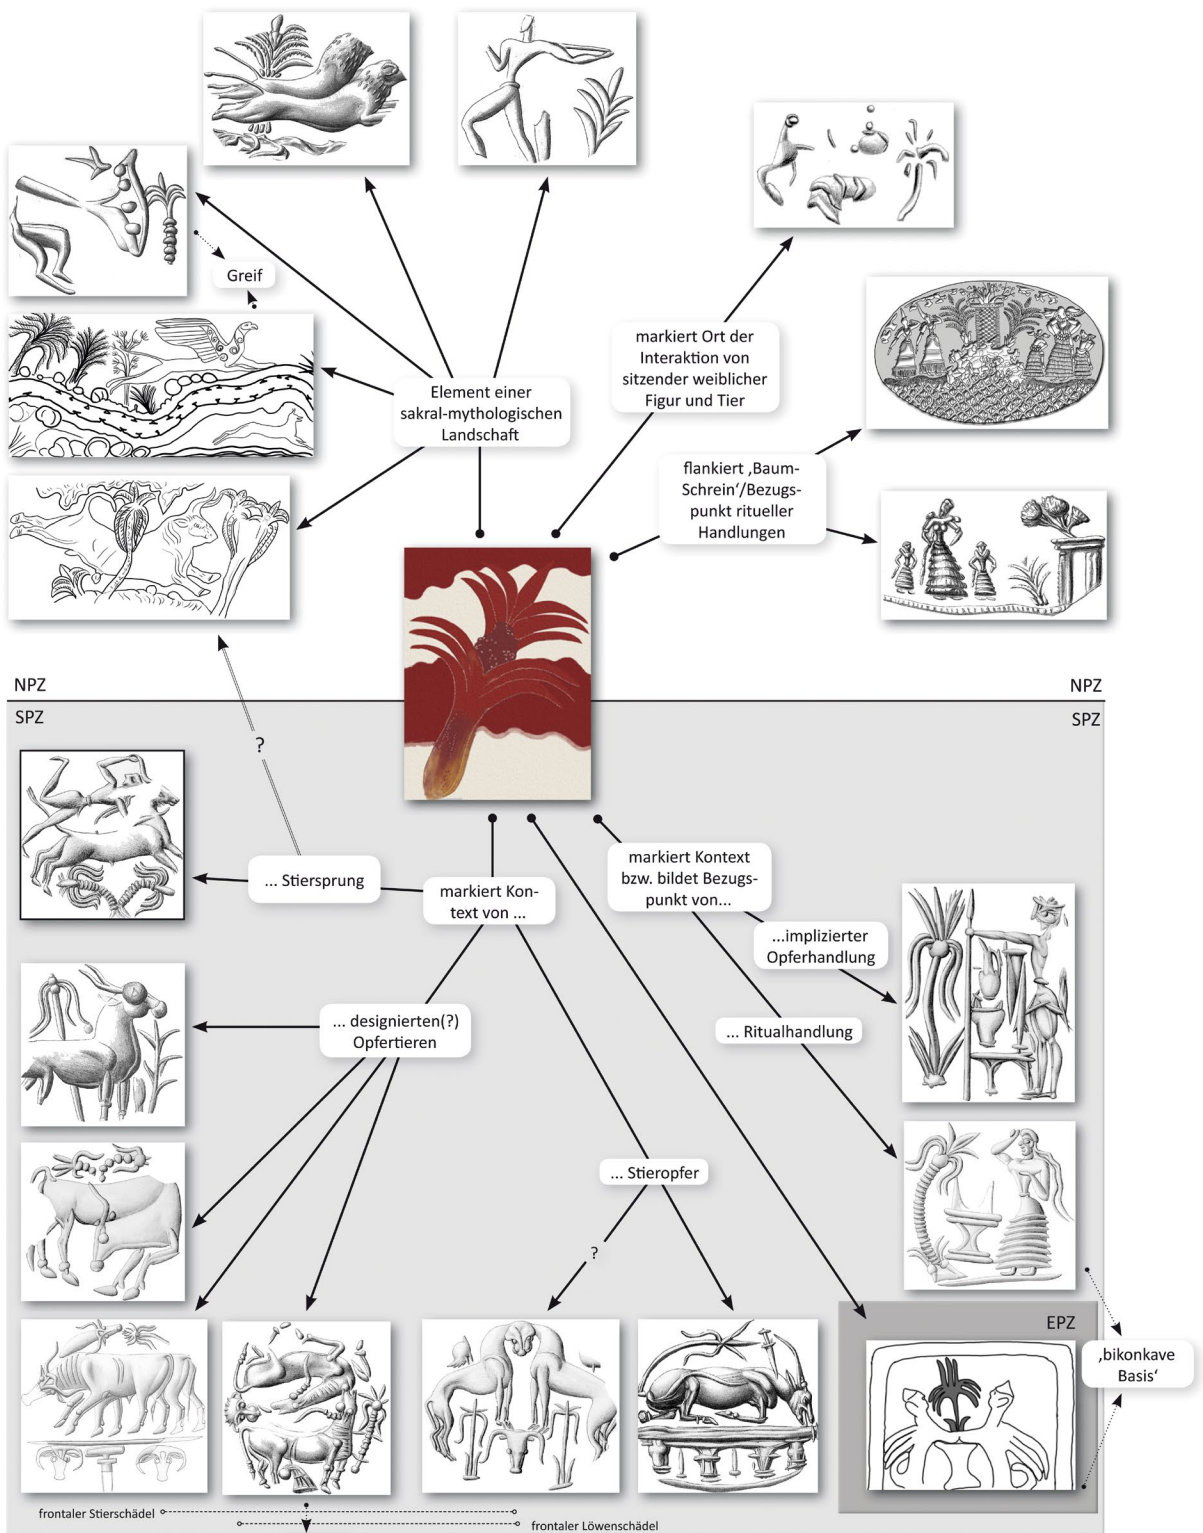 Greif
Element einer
sakral-mythologischen
Landschaft
markiert Ort der
Interaktion von
sitzender weiblicher
Figur und Tier
flankiert ‚Baum-
Schrein‘/Bezugs-
punkt ritueller
Handlungen
NPZ
NPZ
SPZ
SPZ
?
... Stiersprung
markiert Kon-
text von ...
markiert Kontext
bzw. bildet Bezugs-
punkt von...
...implizierter
Opferhandlung
... designierten(?)
Opfertieren
... Ritualhandlung
... Stieropfer
?
EPZ
‚bikonkave
Basis‘
frontaler Stierschädel
frontaler Löwenschädel